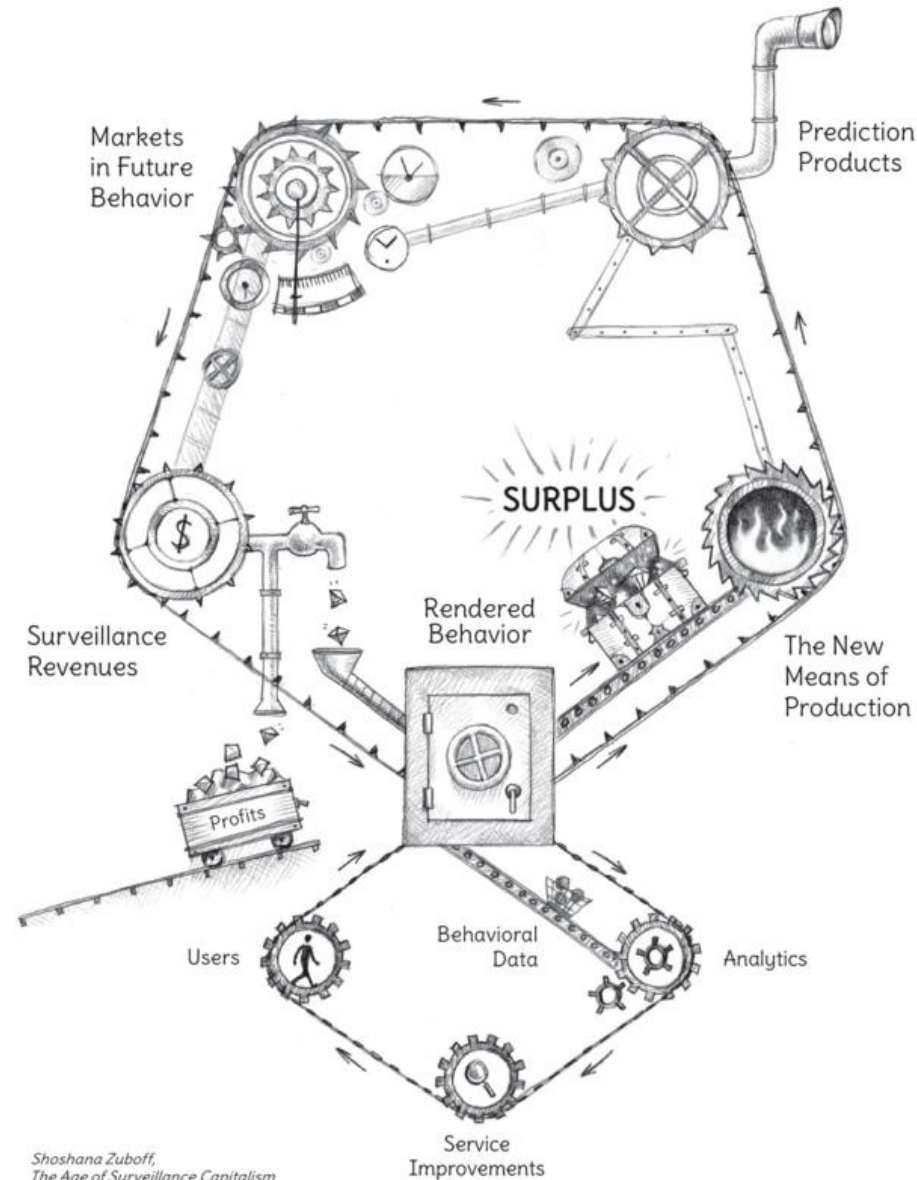 Markets
in Future
Behavior
Prediction
Products
SURPLUS
Rendered
Behavior
Surveillance
Revenues
$
The New
Means of
Production
Profits
Users
Behavioral
Data
Analytics
Service
Improvements
Shoshana Zuboff,
The Age of Surveillance Capitalism